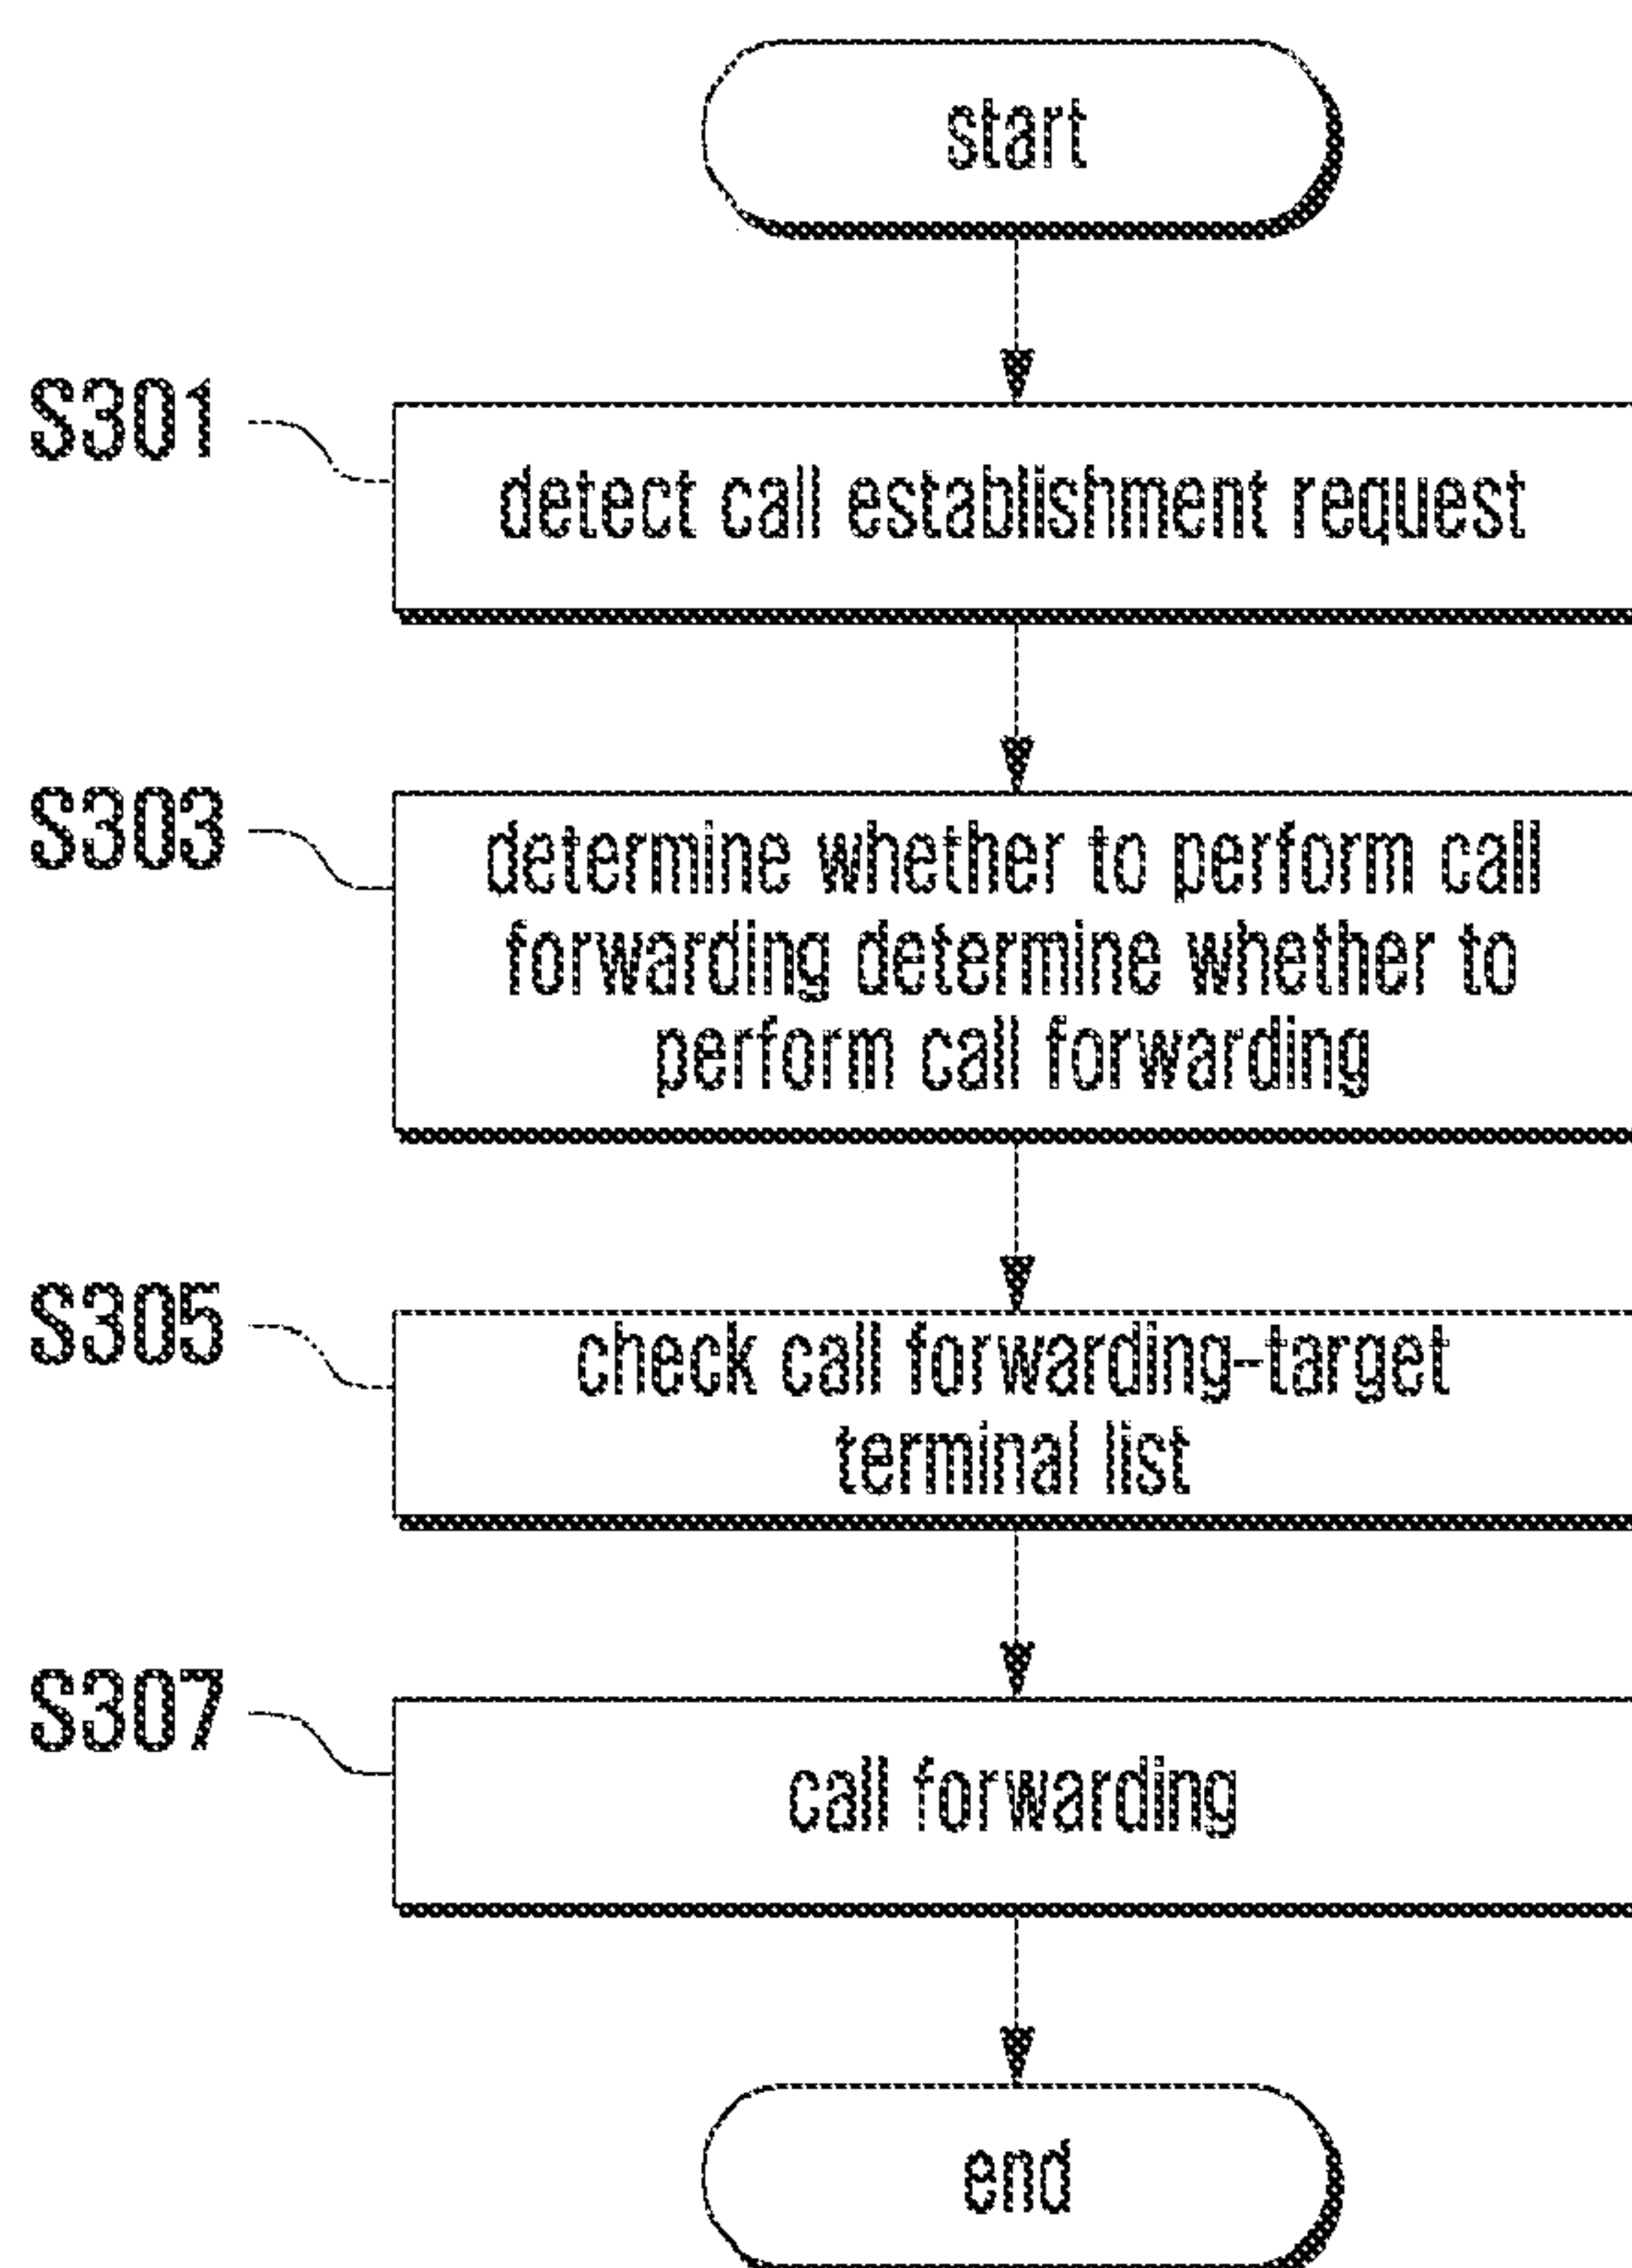 start
S301
detect call establishment request
S303
determine whether to perform call
forwarding determine whether to
perform call forwarding
S305
check call forwarding-target
terminal list
S307
call forwarding
end